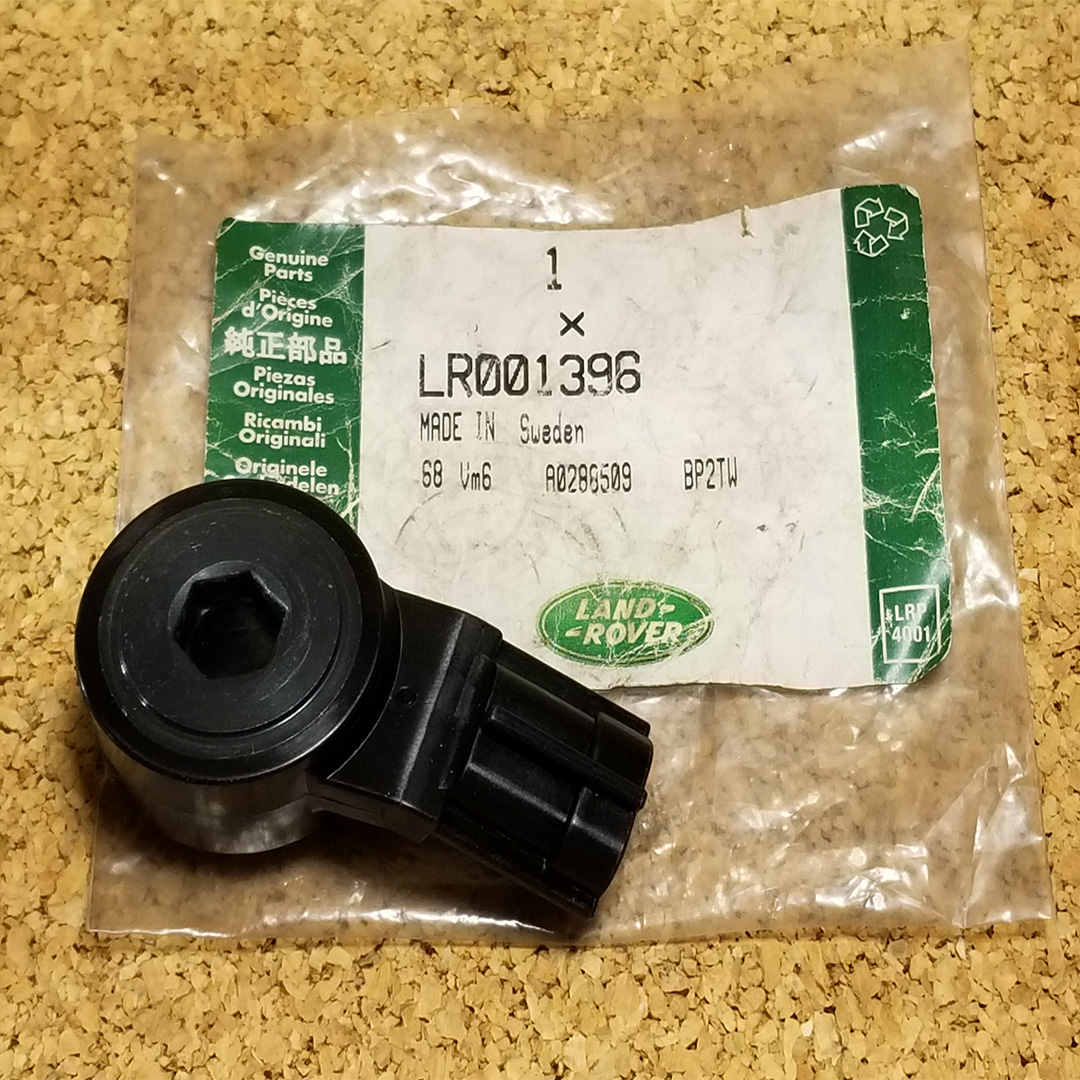 Genuine
Parts
Pièces
d'Origine
純正部品
Piezas
Originales
Ricambi
Originali
Originele
1
×
LR001396
MADE IN Sweden
68 Vm6 A0286509 BP2TW
LAND-
-ROVER
LRP
4001